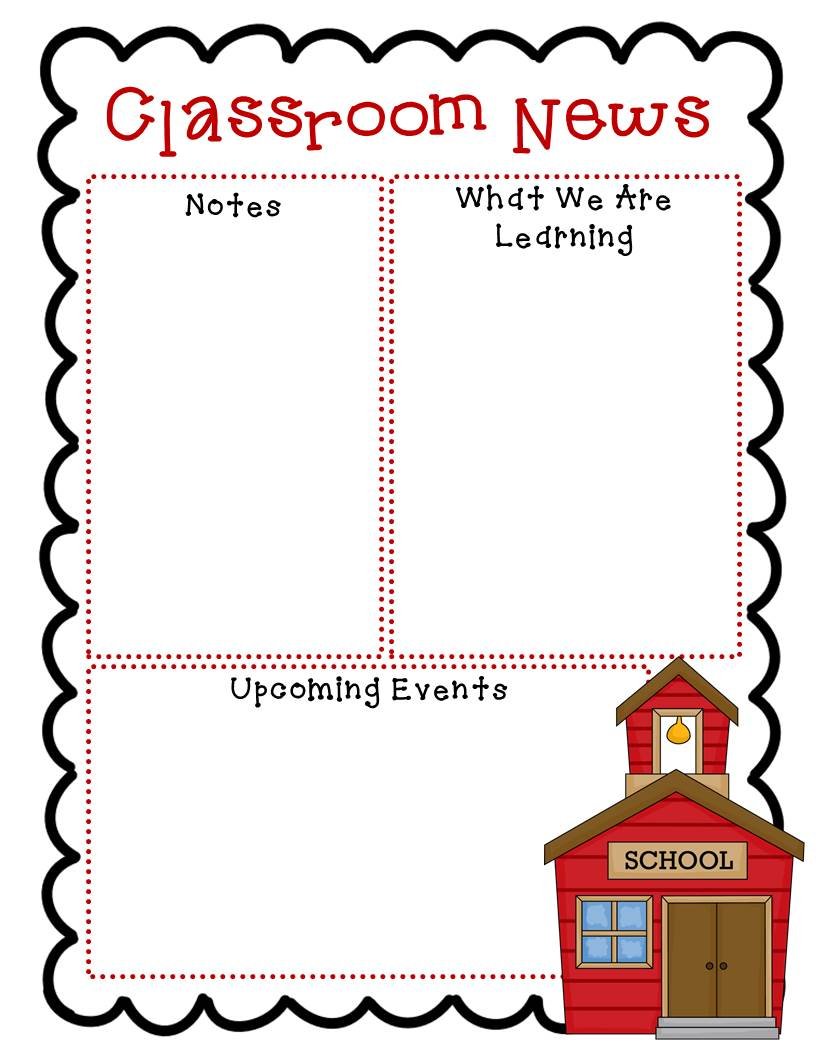 Classroom News
Notes
What We Are
Learning
Upcoming Events
SCHOOL